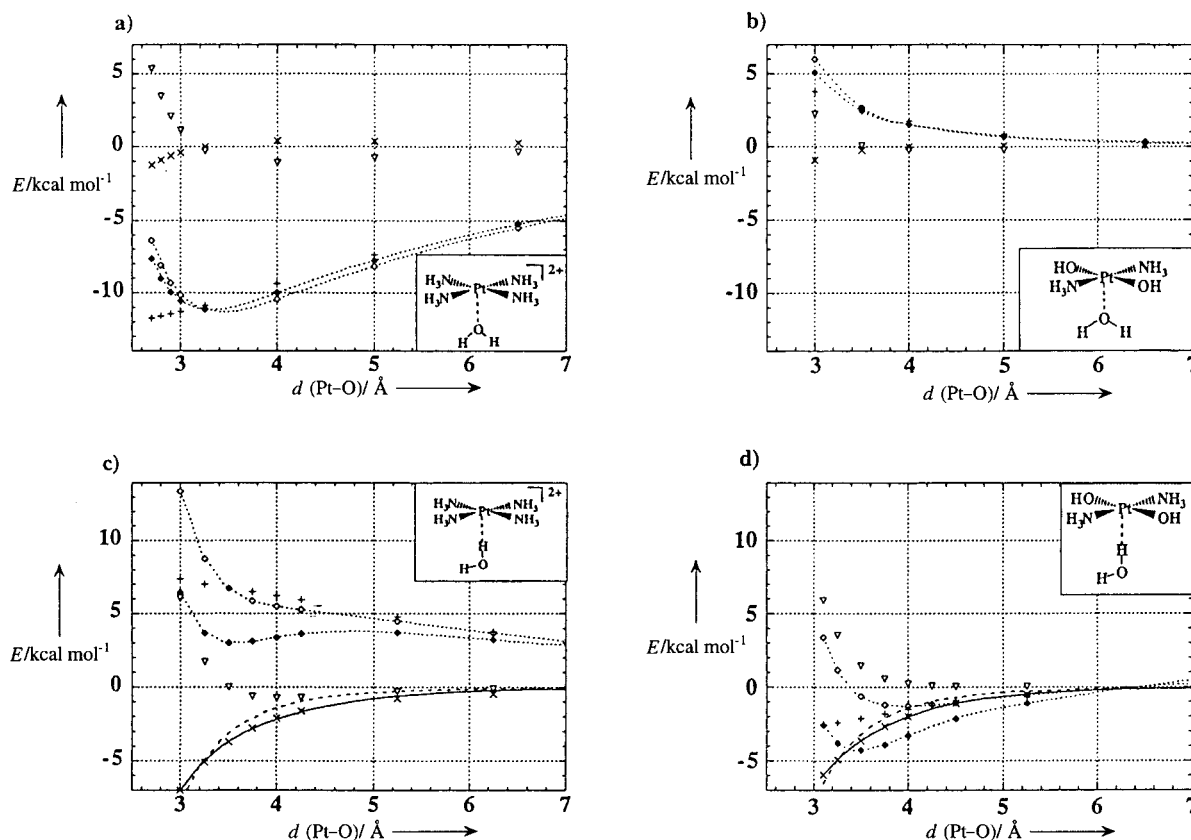 a)
5
0
-5
-10
E/kcal mol-1
3 4 5 6 7
d (Pt–O)/ Å
H3N NH3 2+
Pt
H3N NH3
O
H H
b)
5
0
-5
-10
E/kcal mol-1
3 4 5 6 7
d (Pt–O)/ Å
HO NH3
Pt
H3N OH
O
H H
c)
10
5
0
-5
E/kcal mol-1
3 4 5 6 7
d (Pt–O)/ Å
H3N NH3 2+
Pt
H3N NH3
H
H O
d)
10
5
0
-5
E/kcal mol-1
3 4 5 6 7
d (Pt–O)/ Å
HO NH3
Pt
H3N OH
H
H O